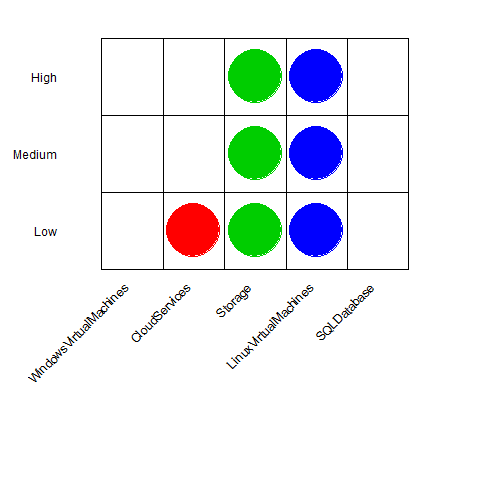 High
Medium
Low
WindowsVirtualMachines
CloudServices
Storage
LinuxVirtualMachines
SQLDatabase